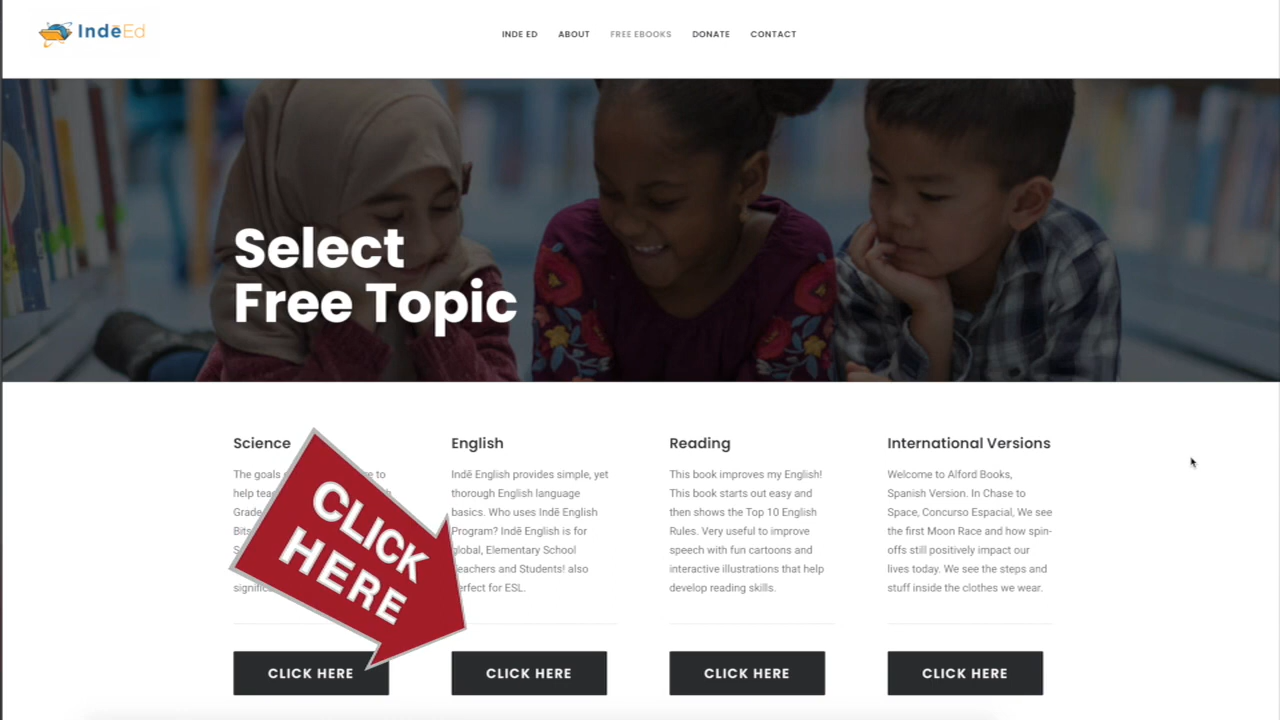 IndēEd
INDE ED ABOUT FREE EBOOKS DONATE CONTACT
Select
Free Topic
Science
The goals
to
help tea
Grade
Bits
S
signific
CLICK
HERE
CLICK HERE
English
Indē English provides simple, yet
thorough English language
basics. Who uses Indē English
Program? Indē English is for
global, Elementary School
Teachers and Students! also
perfect for ESL.
CLICK HERE
Reading
This book improves my English!
This book starts out easy and
then shows the Top 10 English
Rules. Very useful to improve
speech with fun cartoons and
interactive illustrations that help
develop reading skills.
CLICK HERE
International Versions
Welcome to Alford Books,
Spanish Version. In Chase to
Space, Concurso Espacial, We see
the first Moon Race and how spin-
offs still positively impact our
lives today. We see the steps and
stuff inside the clothes we wear.
CLICK HERE